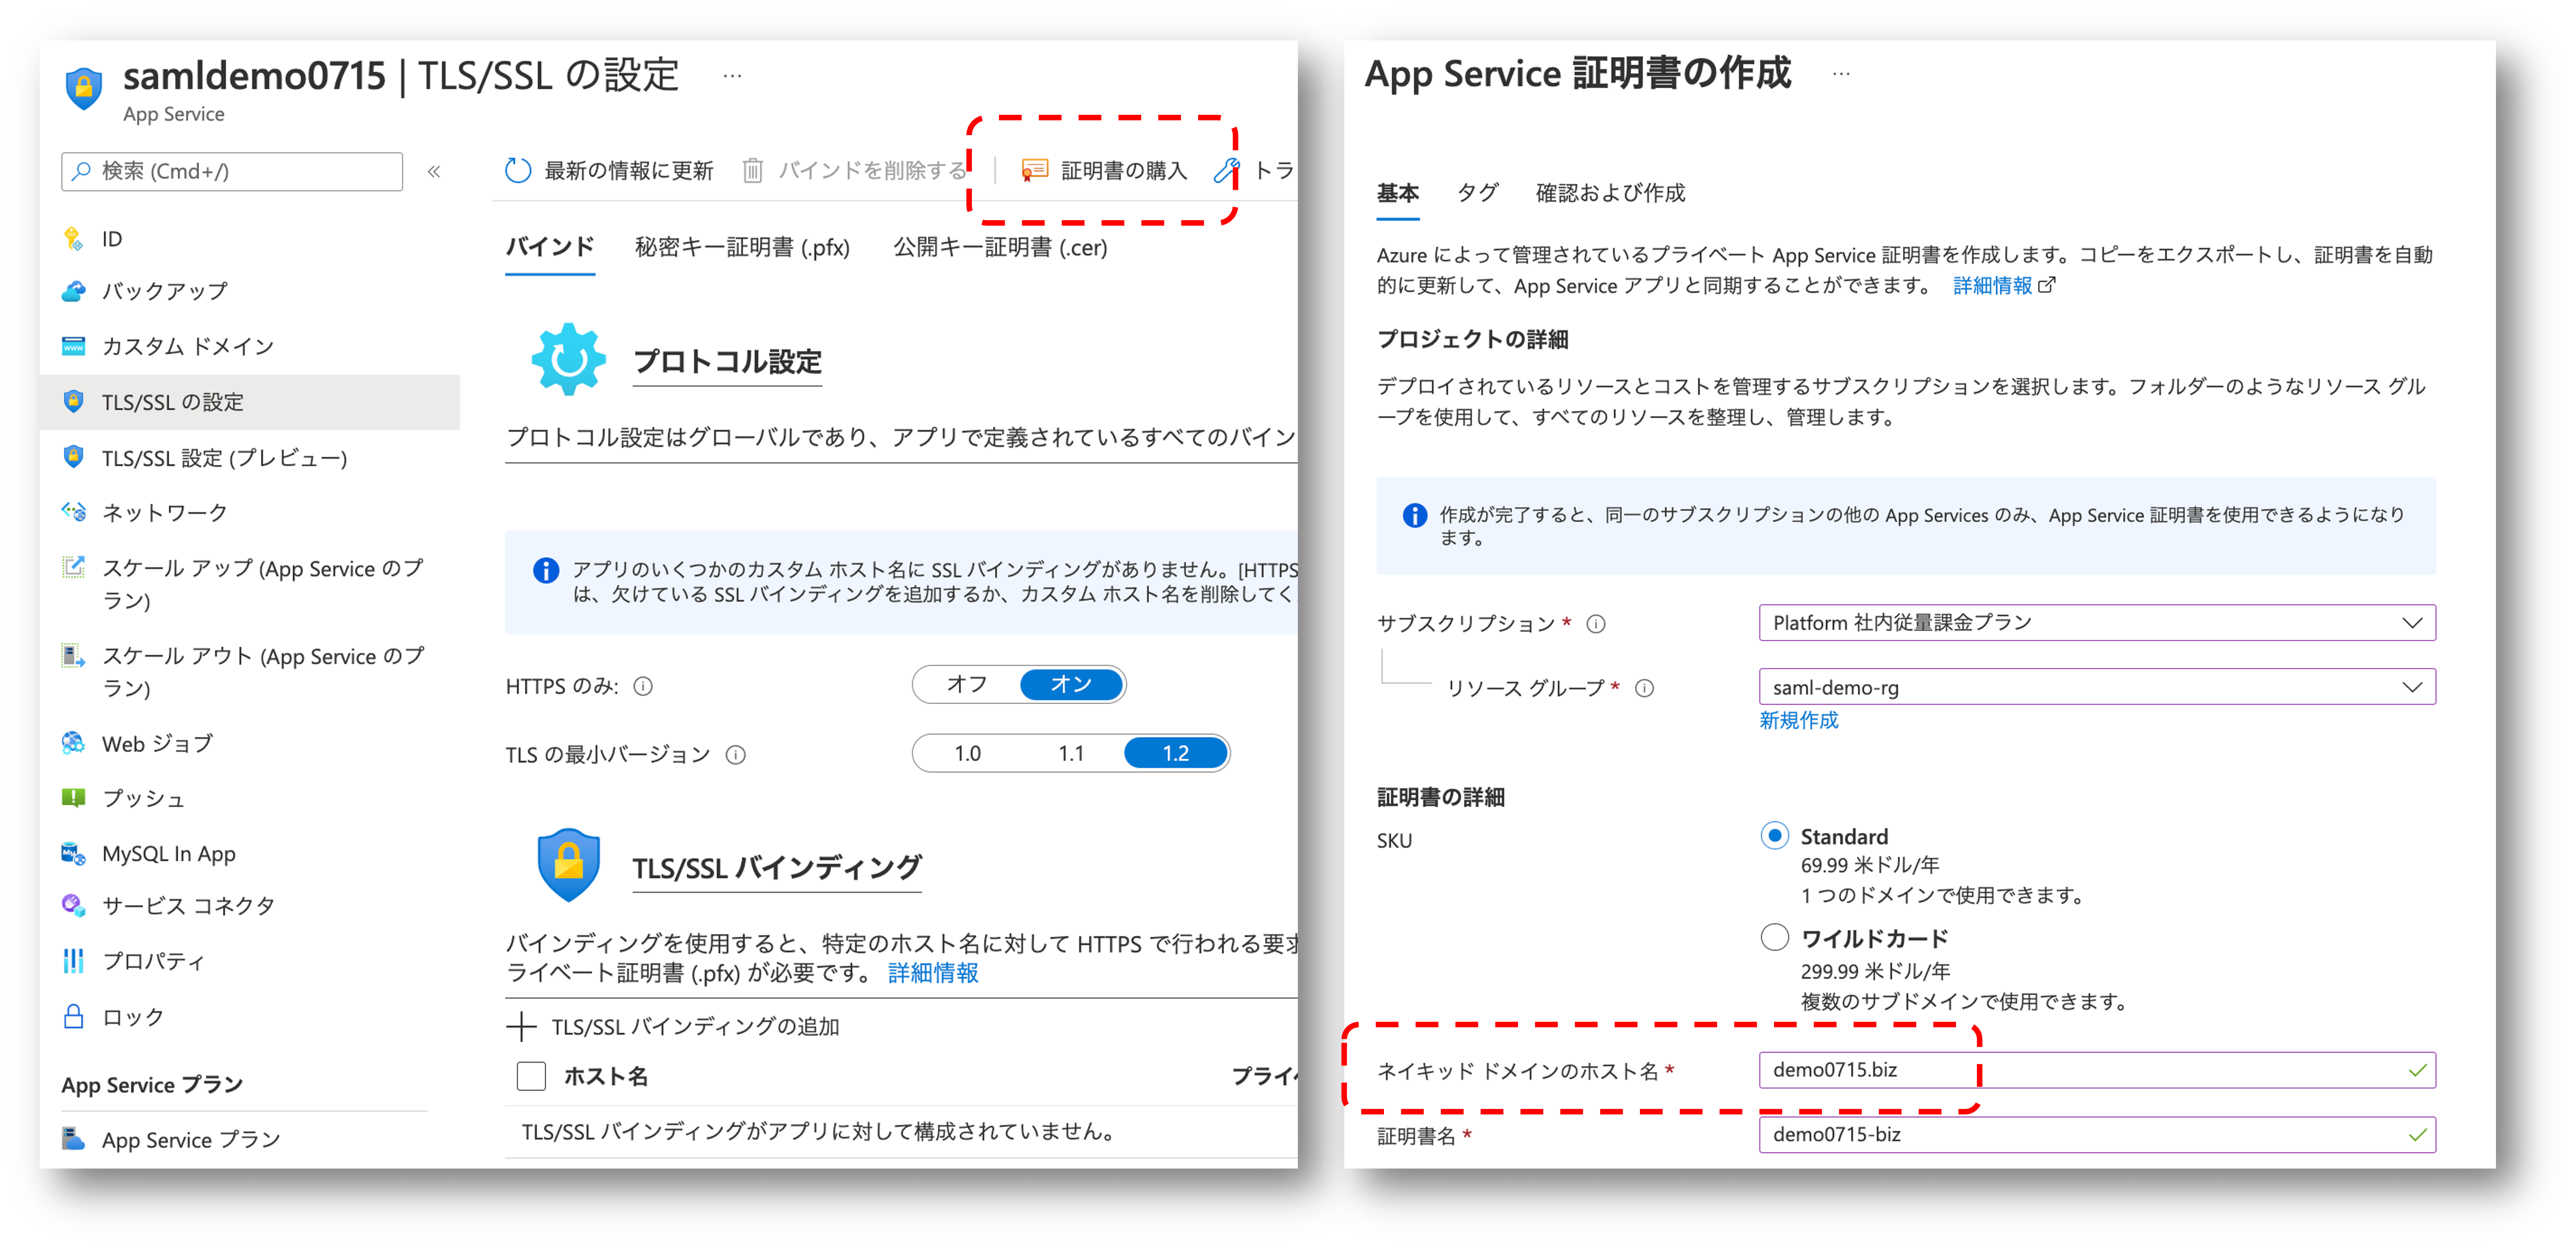 samldemo0715 | TLS/SSL の設定 …
App Service
検索 (Cmd+/)
«
ID
バックアップ
カスタム ドメイン
TLS/SSL の設定
TLS/SSL 設定 (プレビュー)
ネットワーク
スケール アップ (App Service のプ
ラン)
スケール アウト (App Service のプ
ラン)
Web ジョブ
プッシュ
MySQL In App
サービス コネクタ
プロパティ
ロック
App Service プラン
App Service プラン
最新の情報に更新 バインドを削除する 証明書の購入 トラ
バインド 秘密キー証明書 (.pfx) 公開キー証明書 (.cer)
プロトコル設定
プロトコル設定はグローバルであり、アプリで定義されているすべてのバイン
アプリのいくつかのカスタム ホスト名に SSL バインディングがありません。[HTTPS
は、欠けている SSL バインディングを追加するか、カスタム ホスト名を削除してく
HTTPS のみ: オフ オン
TLS の最小バージョン 1.0 1.1 1.2
TLS/SSL バインディング
バインディングを使用すると、特定のホスト名に対して HTTPS で行われる要求
ライベート証明書 (.pfx) が必要です。 詳細情報
TLS/SSL バインディングの追加
ホスト名 プライベ
TLS/SSL バインディングがアプリに対して構成されていません。
App Service 証明書の作成 …
基本 タグ 確認および作成
Azure によって管理されているプライベート App Service 証明書を作成します。コピーをエクスポートし、証明書を自動
的に更新して、App Service アプリと同期することができます。 詳細情報
プロジェクトの詳細
デプロイされているリソースとコストを管理するサブスクリプションを選択します。フォルダーのようなリソース グル
ープを使用して、すべてのリソースを整理し、管理します。
作成が完了すると、同一のサブスクリプションの他の App Services のみ、App Service 証明書を使用できるようになり
ます。
サブスクリプション * Platform 社内従量課金プラン
リソース グループ * saml-demo-rg
新規作成
証明書の詳細
SKU
Standard
69.99 米ドル/年
1 つのドメインで使用できます。
ワイルドカード
299.99 米ドル/年
複数のサブドメインで使用できます。
ネイキッド ドメインのホスト名 * demo0715.biz
証明書名 * demo0715-biz